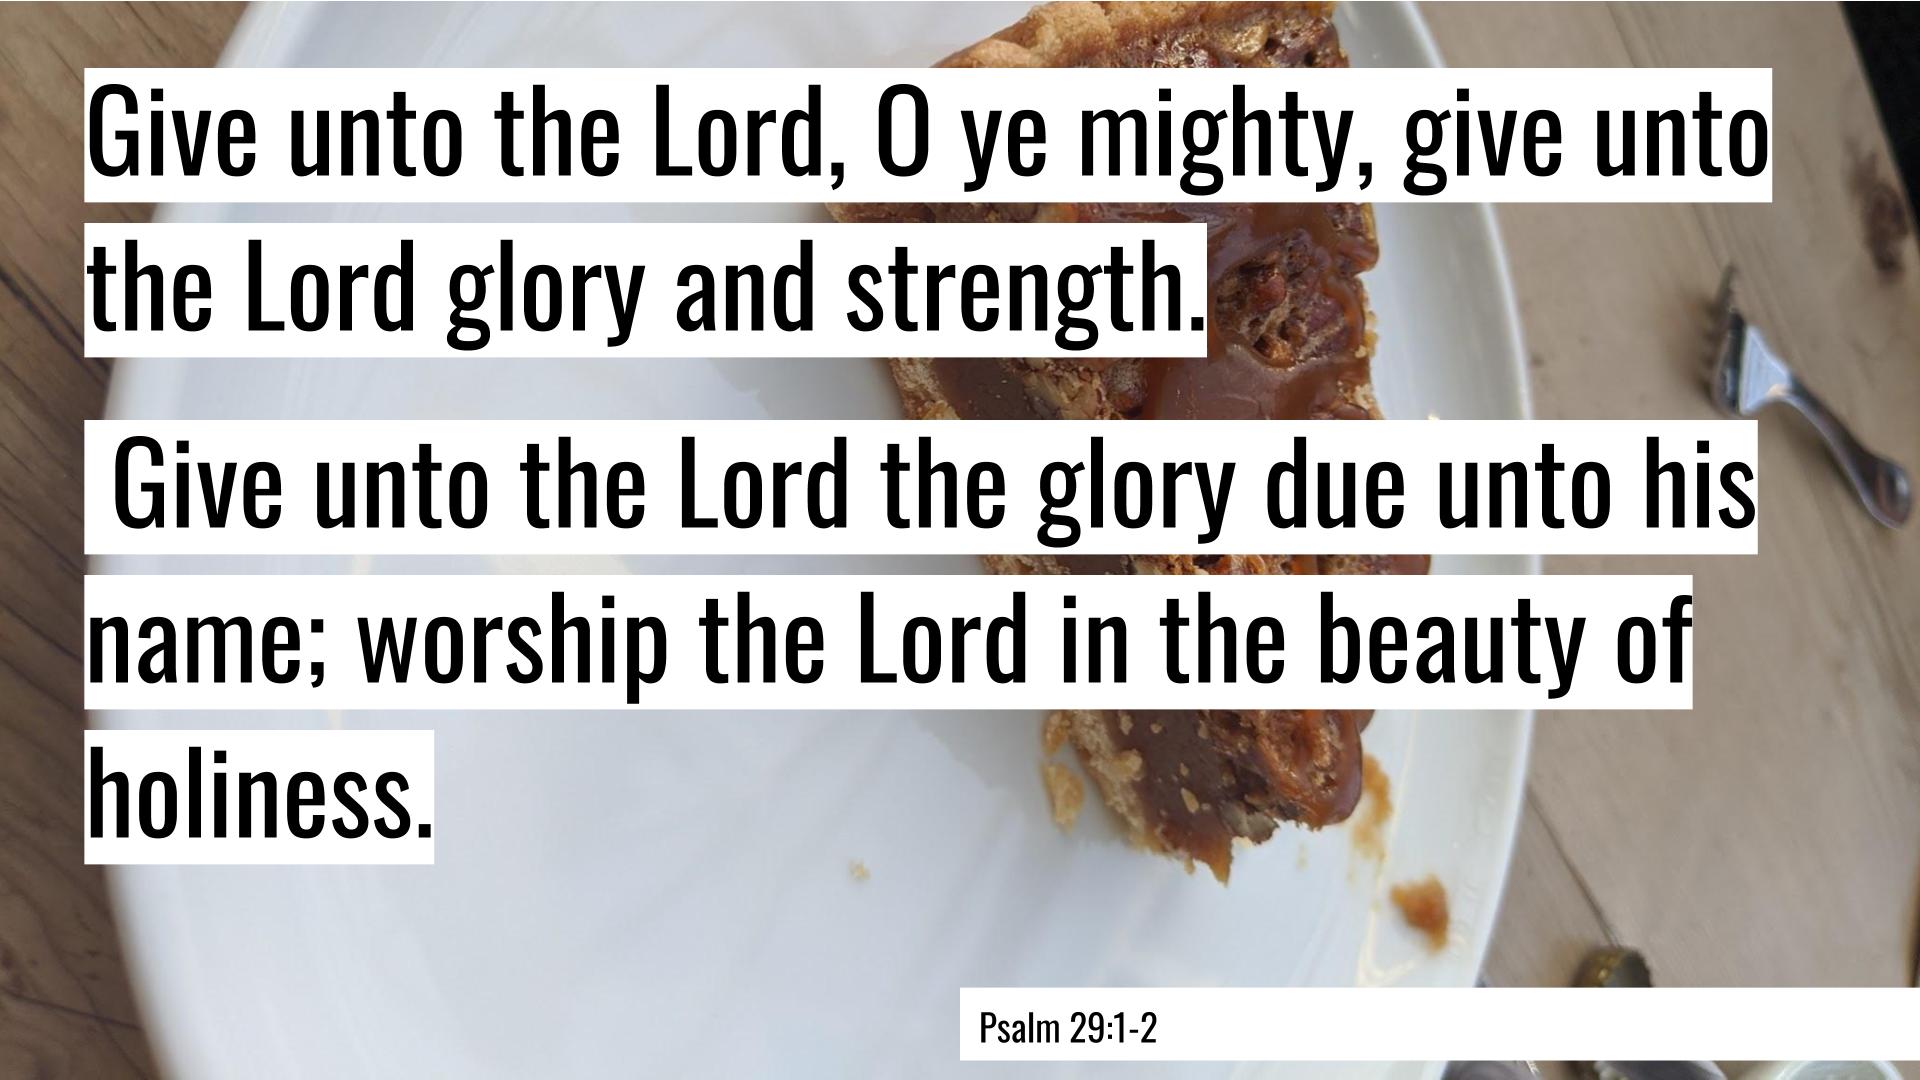 Give unto the Lord, O ye mighty, give unto
the Lord glory and strength.
Give unto the Lord the glory due unto his
name; worship the Lord in the beauty of
holiness.
Psalm 29:1-2